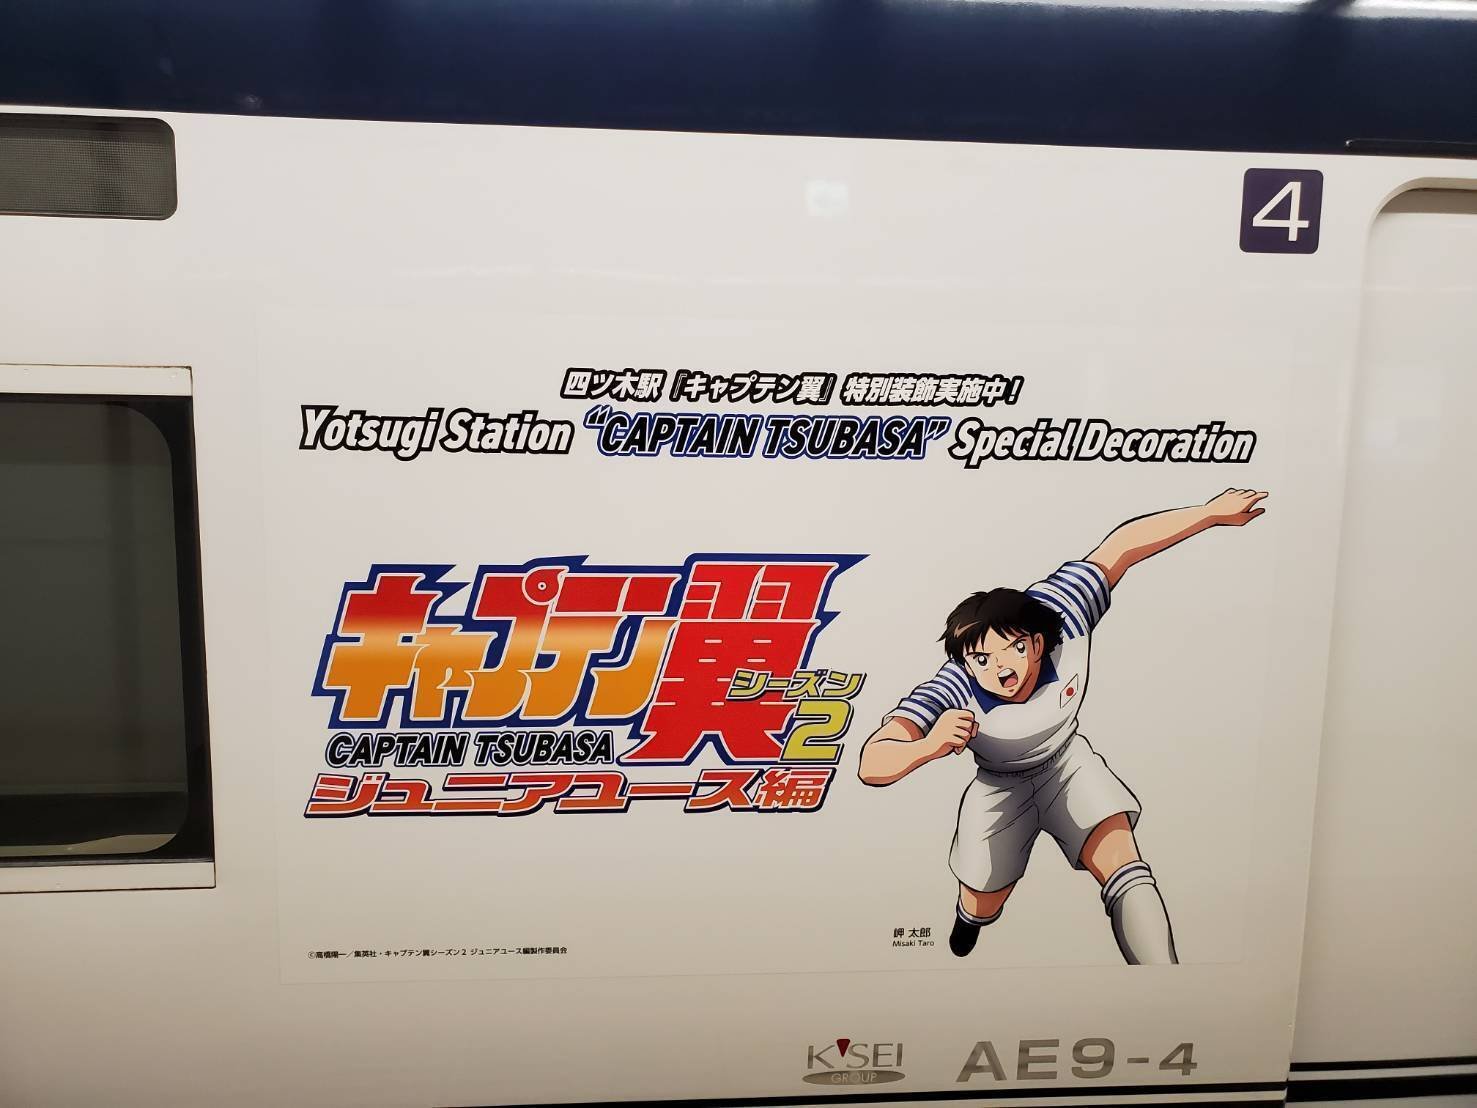 4
四ツ木駅『キャプテン翼』特別装飾実施中！
Yotsugi Station “CAPTAIN TSUBASA” Special Decoration
キャプテン翼
シーズン2
CAPTAIN TSUBASA
ジュニアユース編
岬 太郎
Misaki Taro
©高橋陽一／集英社・キャプテン翼シーズン２ ジュニアユース編製作委員会
K'SEI
GROUP
AE9-4